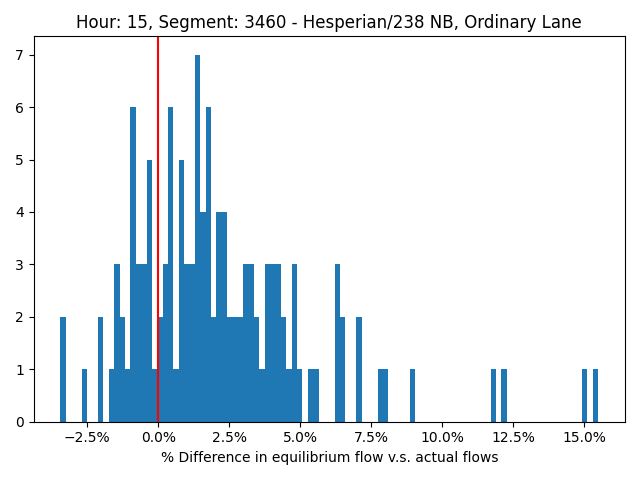 Hour: 15, Segment: 3460 - Hesperian/238 NB, Ordinary Lane
7
6
5
4
3
2
1
0
−2.5% 0.0% 2.5% 5.0% 7.5% 10.0% 12.5% 15.0%
% Difference in equilibrium flow v.s. actual flows